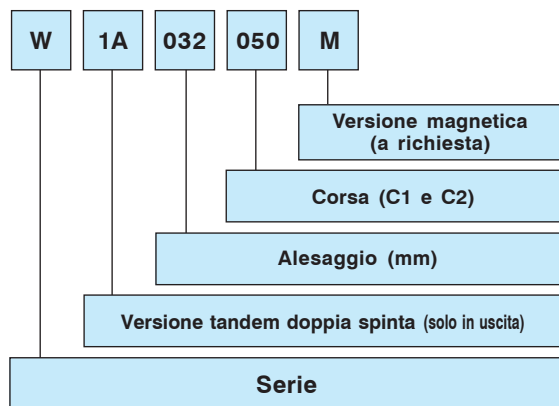 W 1A 032 050 M
Versione magnetica
(a richiesta)
Corsa (C1 e C2)
Alesaggio (mm)
Versione tandem doppia spinta (solo in uscita)
Serie